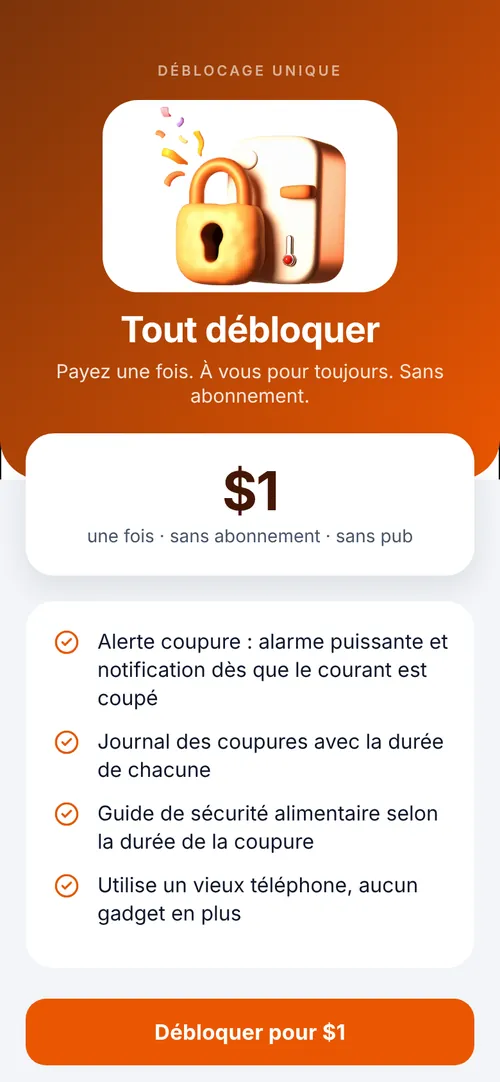 DÉBLOCAGE UNIQUE
Tout débloquer
Payez une fois. À vous pour toujours. Sans
abonnement.
$1
une fois · sans abonnement · sans pub
Alerte coupure : alarme puissante et
notification dès que le courant est
coupé
Journal des coupures avec la durée
de chacune
Guide de sécurité alimentaire selon
la durée de la coupure
Utilise un vieux téléphone, aucun
gadget en plus
Débloquer pour $1